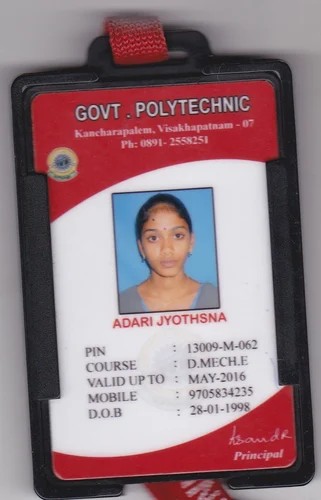 GOVT . POLYTECHNIC
Kancharapalem, Visakhapatnam - 07
Ph: 0891- 2558251
ADARI JYOTHSNA
PIN : 13009-M-062
COURSE : D.MECH.E
VALID UP TO : MAY-2016
MOBILE : 9705834235
D.O.B : 28-01-1998
Principal